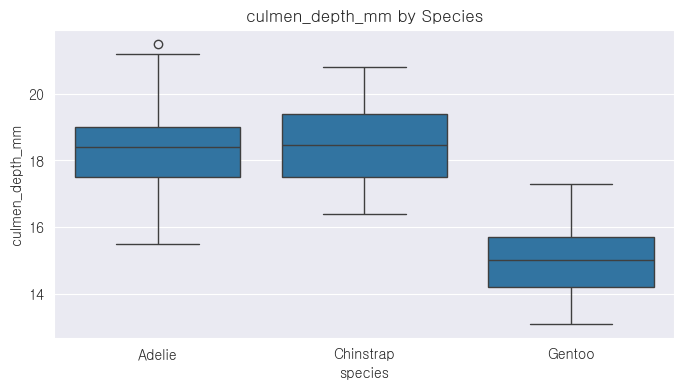 culmen_depth_mm by Species
culmen_depth_mm
20
18
16
14
Adelie
Chinstrap
Gentoo
species